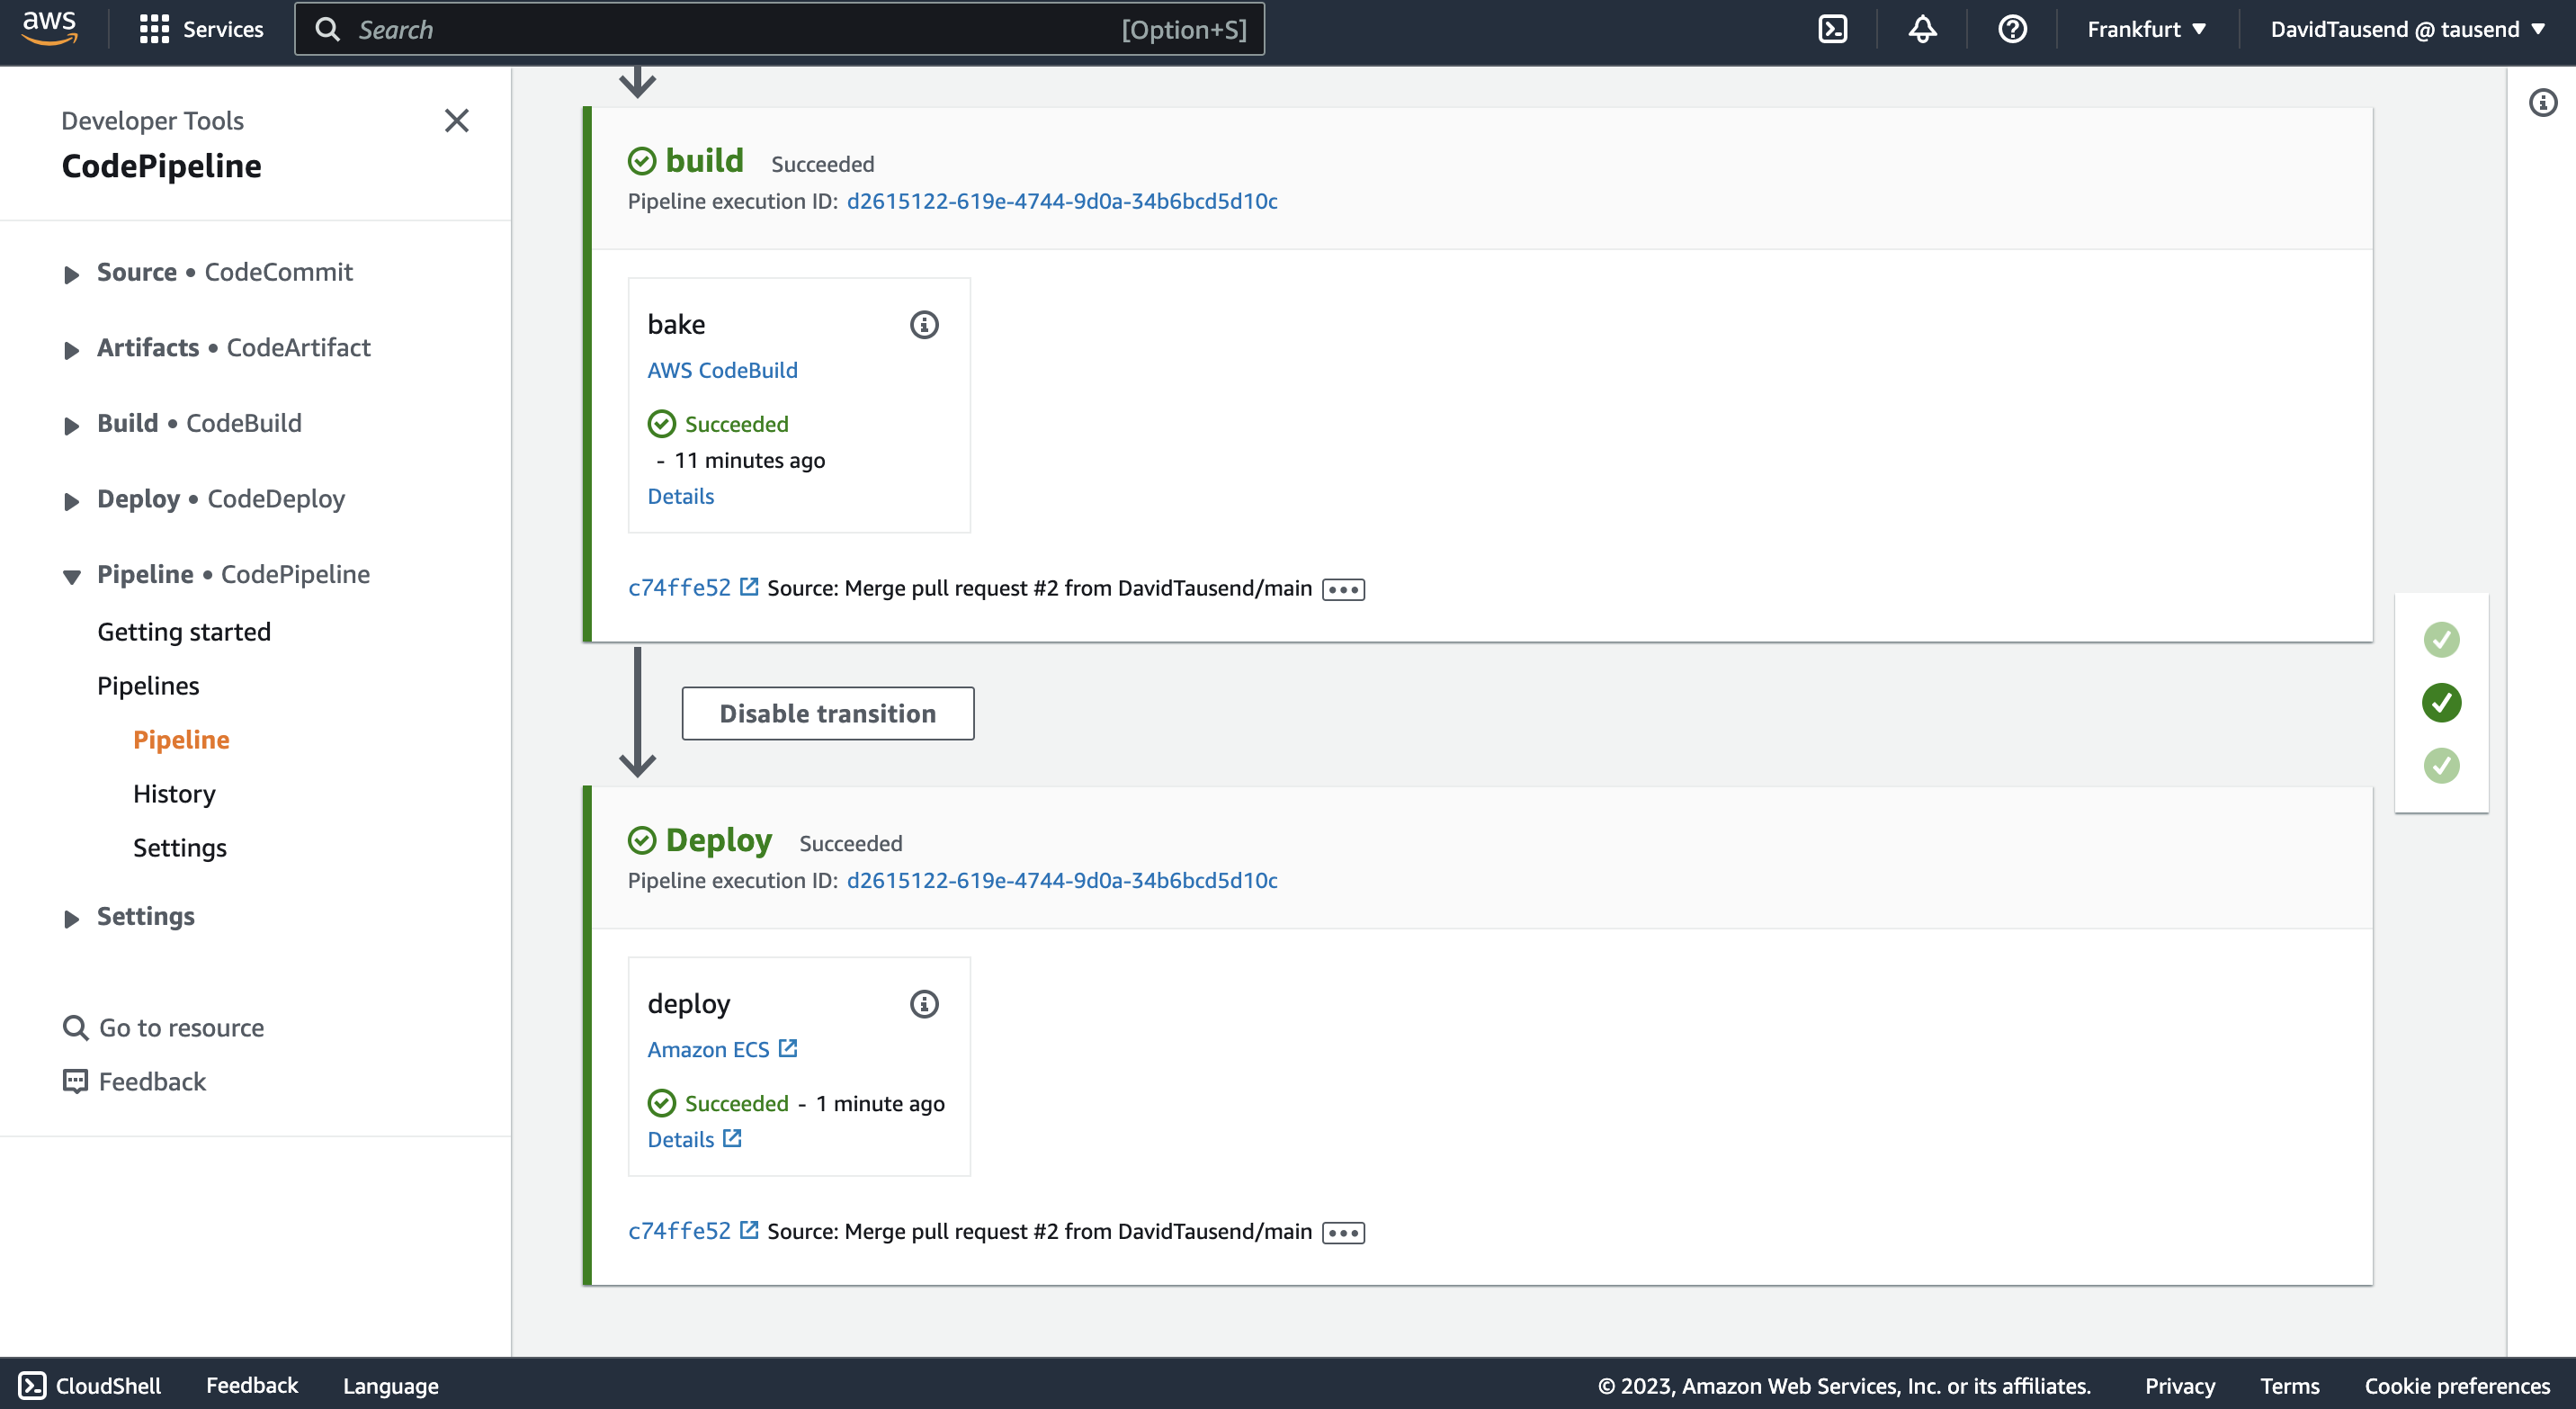 aws
Services
Search [Option+S]
Frankfurt
DavidTausend @ tausend
Developer Tools
CodePipeline
Source • CodeCommit
Artifacts • CodeArtifact
Build • CodeBuild
Deploy • CodeDeploy
Pipeline • CodePipeline
Getting started
Pipelines
Pipeline
History
Settings
Settings
Go to resource
Feedback
build Succeeded
Pipeline execution ID: d2615122-619e-4744-9d0a-34b6bcd5d10c
bake
AWS CodeBuild
Succeeded
- 11 minutes ago
Details
c74ffe52 Source: Merge pull request #2 from DavidTausend/main
Disable transition
Deploy Succeeded
Pipeline execution ID: d2615122-619e-4744-9d0a-34b6bcd5d10c
deploy
Amazon ECS
Succeeded - 1 minute ago
Details
c74ffe52 Source: Merge pull request #2 from DavidTausend/main
CloudShell Feedback Language
© 2023, Amazon Web Services, Inc. or its affiliates. Privacy Terms Cookie preferences